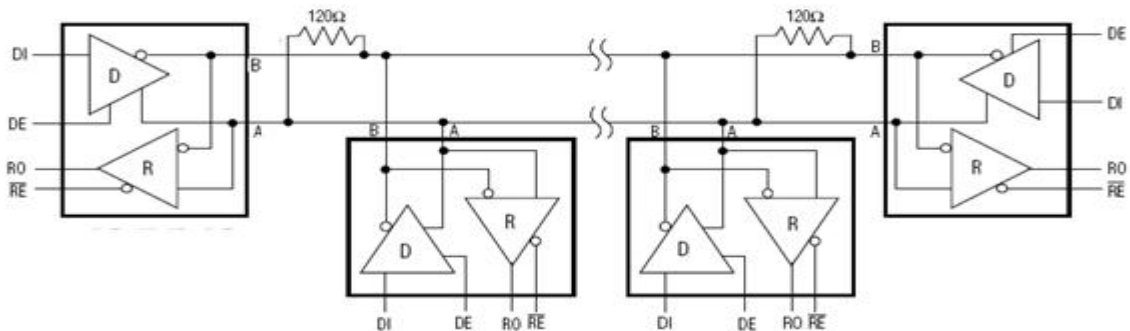 120Ω 120Ω
DI D B B D DE
DI
DE A B A B A A
RO R R RO
RE RE
R R
D D
DI DE RO RE DI DE RO RE